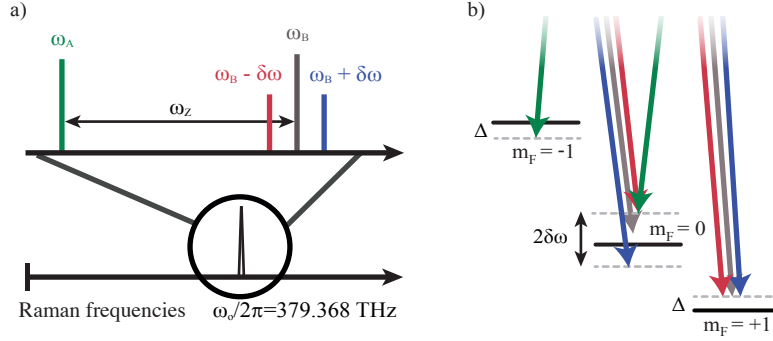 a)
ω_A
ω_B
ω_B - δω
ω_B + δω
ω_Z
Raman frequencies
ω_o/2π=379.368 THz
b)
Δ
m_F = -1
2δω
m_F = 0
Δ
m_F = +1